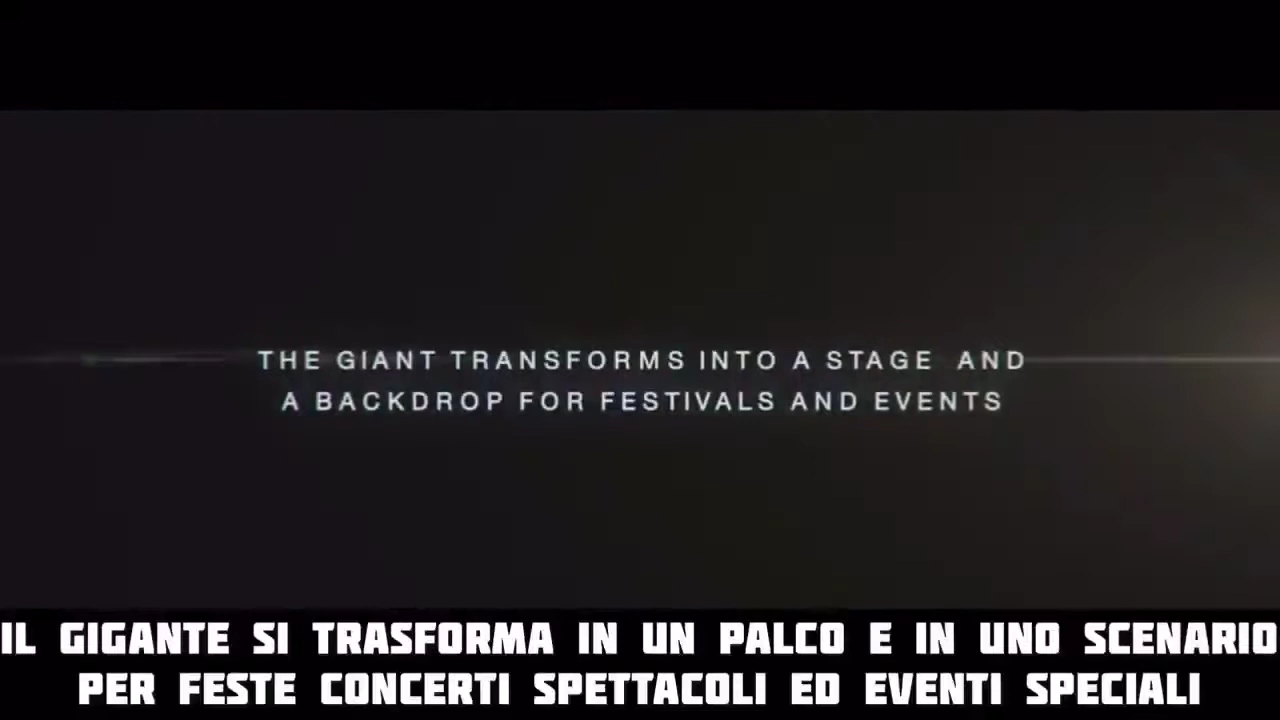 THE GIANT TRANSFORMS INTO A STAGE AND
A BACKDROP FOR FESTIVALS AND EVENTS
IL GIGANTE SI TRASFORMA IN UN PALCO E IN UNO SCENARIO
PER FESTE CONCERTI SPETTACOLI ED EVENTI SPECIALI